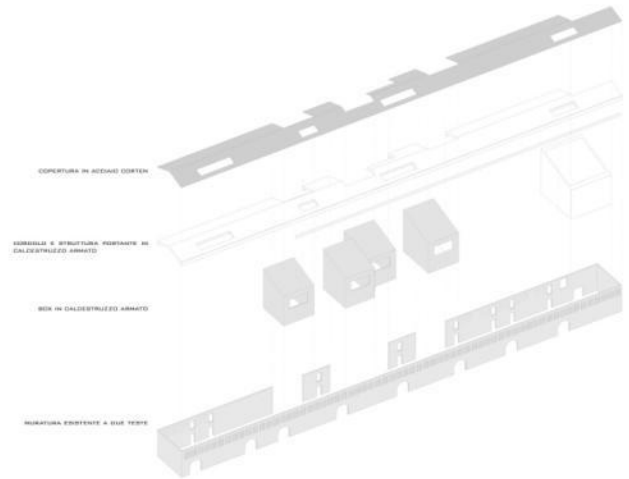 COPERTURA IN ACCIAIO CORTEN
CORDOLO E STRUTTURA PORTANTE IN
CALCESTRUZZO ARMATO
BOX IN CALCESTRUZZO ARMATO
MURATURA ESISTENTE A DUE TESTE